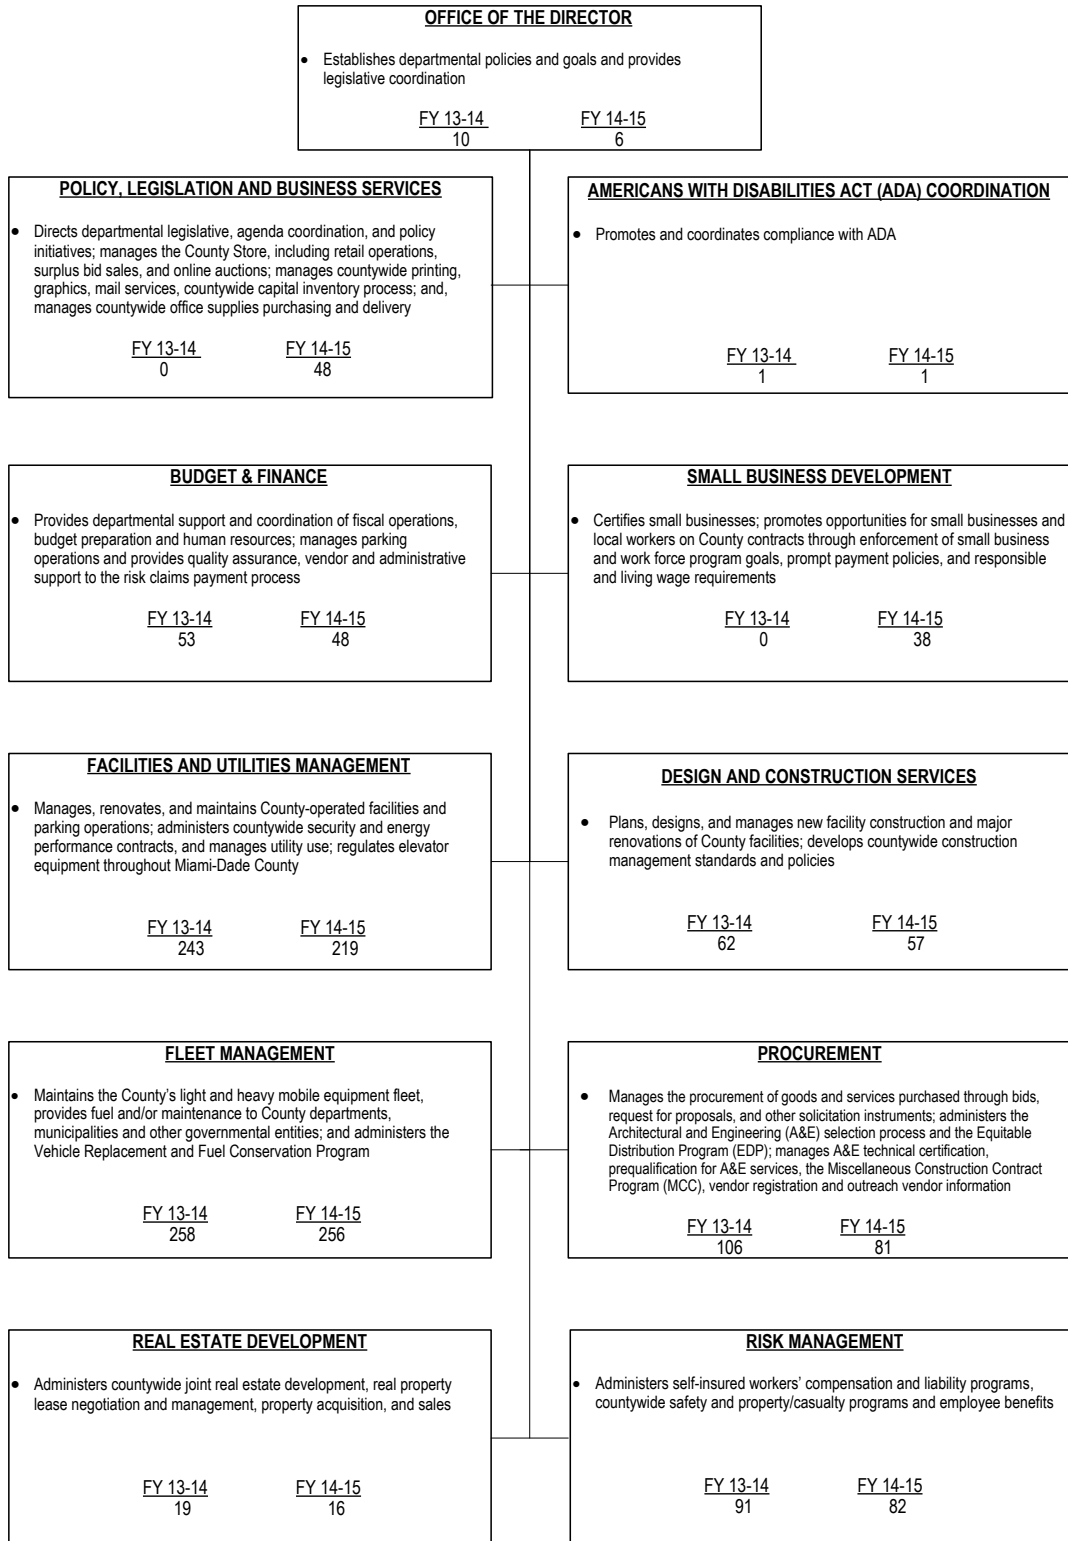 OFFICE OF THE DIRECTOR
• Establishes departmental policies and goals and provides
legislative coordination
FY 13-14 FY 14-15
10 6
POLICY, LEGISLATION AND BUSINESS SERVICES
• Directs departmental legislative, agenda coordination, and policy
initiatives; manages the County Store, including retail operations,
surplus bid sales, and online auctions; manages countywide printing,
graphics, mail services, countywide capital inventory process; and,
manages countywide office supplies purchasing and delivery
FY 13-14 FY 14-15
0 48
AMERICANS WITH DISABILITIES ACT (ADA) COORDINATION
• Promotes and coordinates compliance with ADA
FY 13-14 FY 14-15
1 1
BUDGET & FINANCE
• Provides departmental support and coordination of fiscal operations,
budget preparation and human resources; manages parking
operations and provides quality assurance, vendor and administrative
support to the risk claims payment process
FY 13-14 FY 14-15
53 48
SMALL BUSINESS DEVELOPMENT
• Certifies small businesses; promotes opportunities for small businesses and
local workers on County contracts through enforcement of small business
and work force program goals, prompt payment policies, and responsible
and living wage requirements
FY 13-14 FY 14-15
0 38
FACILITIES AND UTILITIES MANAGEMENT
• Manages, renovates, and maintains County-operated facilities and
parking operations; administers countywide security and energy
performance contracts, and manages utility use; regulates elevator
equipment throughout Miami-Dade County
FY 13-14 FY 14-15
243 219
DESIGN AND CONSTRUCTION SERVICES
• Plans, designs, and manages new facility construction and major
renovations of County facilities; develops countywide construction
management standards and policies
FY 13-14 FY 14-15
62 57
FLEET MANAGEMENT
• Maintains the County’s light and heavy mobile equipment fleet,
provides fuel and/or maintenance to County departments,
municipalities and other governmental entities; and administers the
Vehicle Replacement and Fuel Conservation Program
FY 13-14 FY 14-15
258 256
PROCUREMENT
• Manages the procurement of goods and services purchased through bids,
request for proposals, and other solicitation instruments; administers the
Architectural and Engineering (A&E) selection process and the Equitable
Distribution Program (EDP); manages A&E technical certification,
prequalification for A&E services, the Miscellaneous Construction Contract
Program (MCC), vendor registration and outreach vendor information
FY 13-14 FY 14-15
106 81
REAL ESTATE DEVELOPMENT
• Administers countywide joint real estate development, real property
lease negotiation and management, property acquisition, and sales
FY 13-14 FY 14-15
19 16
RISK MANAGEMENT
• Administers self-insured workers’ compensation and liability programs,
countywide safety and property/casualty programs and employee benefits
FY 13-14 FY 14-15
91 82